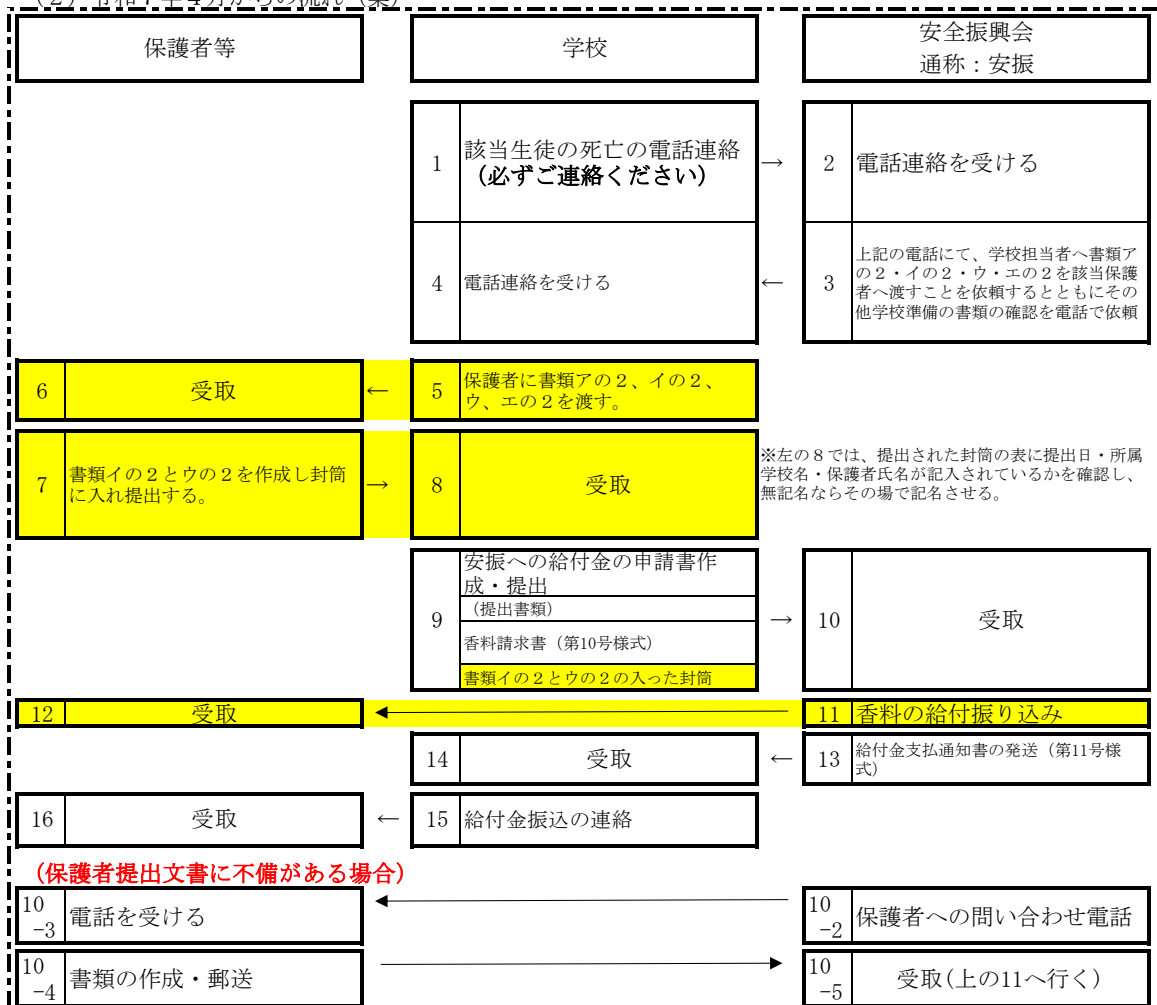 （２）令和７年４月からの流れ（案）
保護者等
学校
安全振興会
通称：安振
1
該当生徒の死亡の電話連絡
（必ずご連絡ください）
→
2
電話連絡を受ける
4
電話連絡を受ける
←
3
上記の電話にて、学校担当者へ書類ア
の２・イの２・ウ・エの２を該当保護
者へ渡すことを依頼するとともにその
他学校準備の書類の確認を電話で依頼
6
受取
←
5
保護者に書類アの２、イの２、
ウ、エの２を渡す。
7
書類イの２とウの２を作成し封筒
に入れ提出する。
→
8
受取
※左の８では、提出された封筒の表に提出日・所属
学校名・保護者氏名が記入されているかを確認し、
無記名ならその場で記名させる。
9
安振への給付金の申請書作
成・提出
（提出書類）
香料請求書（第10号様式）
書類イの２とウの２の入った封筒
→
10
受取
12
受取
11
香料の給付振り込み
14
受取
←
13
給付金支払通知書の発送（第11号様
式）
16
受取
←
15
給付金振込の連絡
（保護者提出文書に不備がある場合）
10
-3
電話を受ける
10
-2
保護者への問い合わせ電話
10
-4
書類の作成・郵送
10
-5
受取(上の11へ行く)